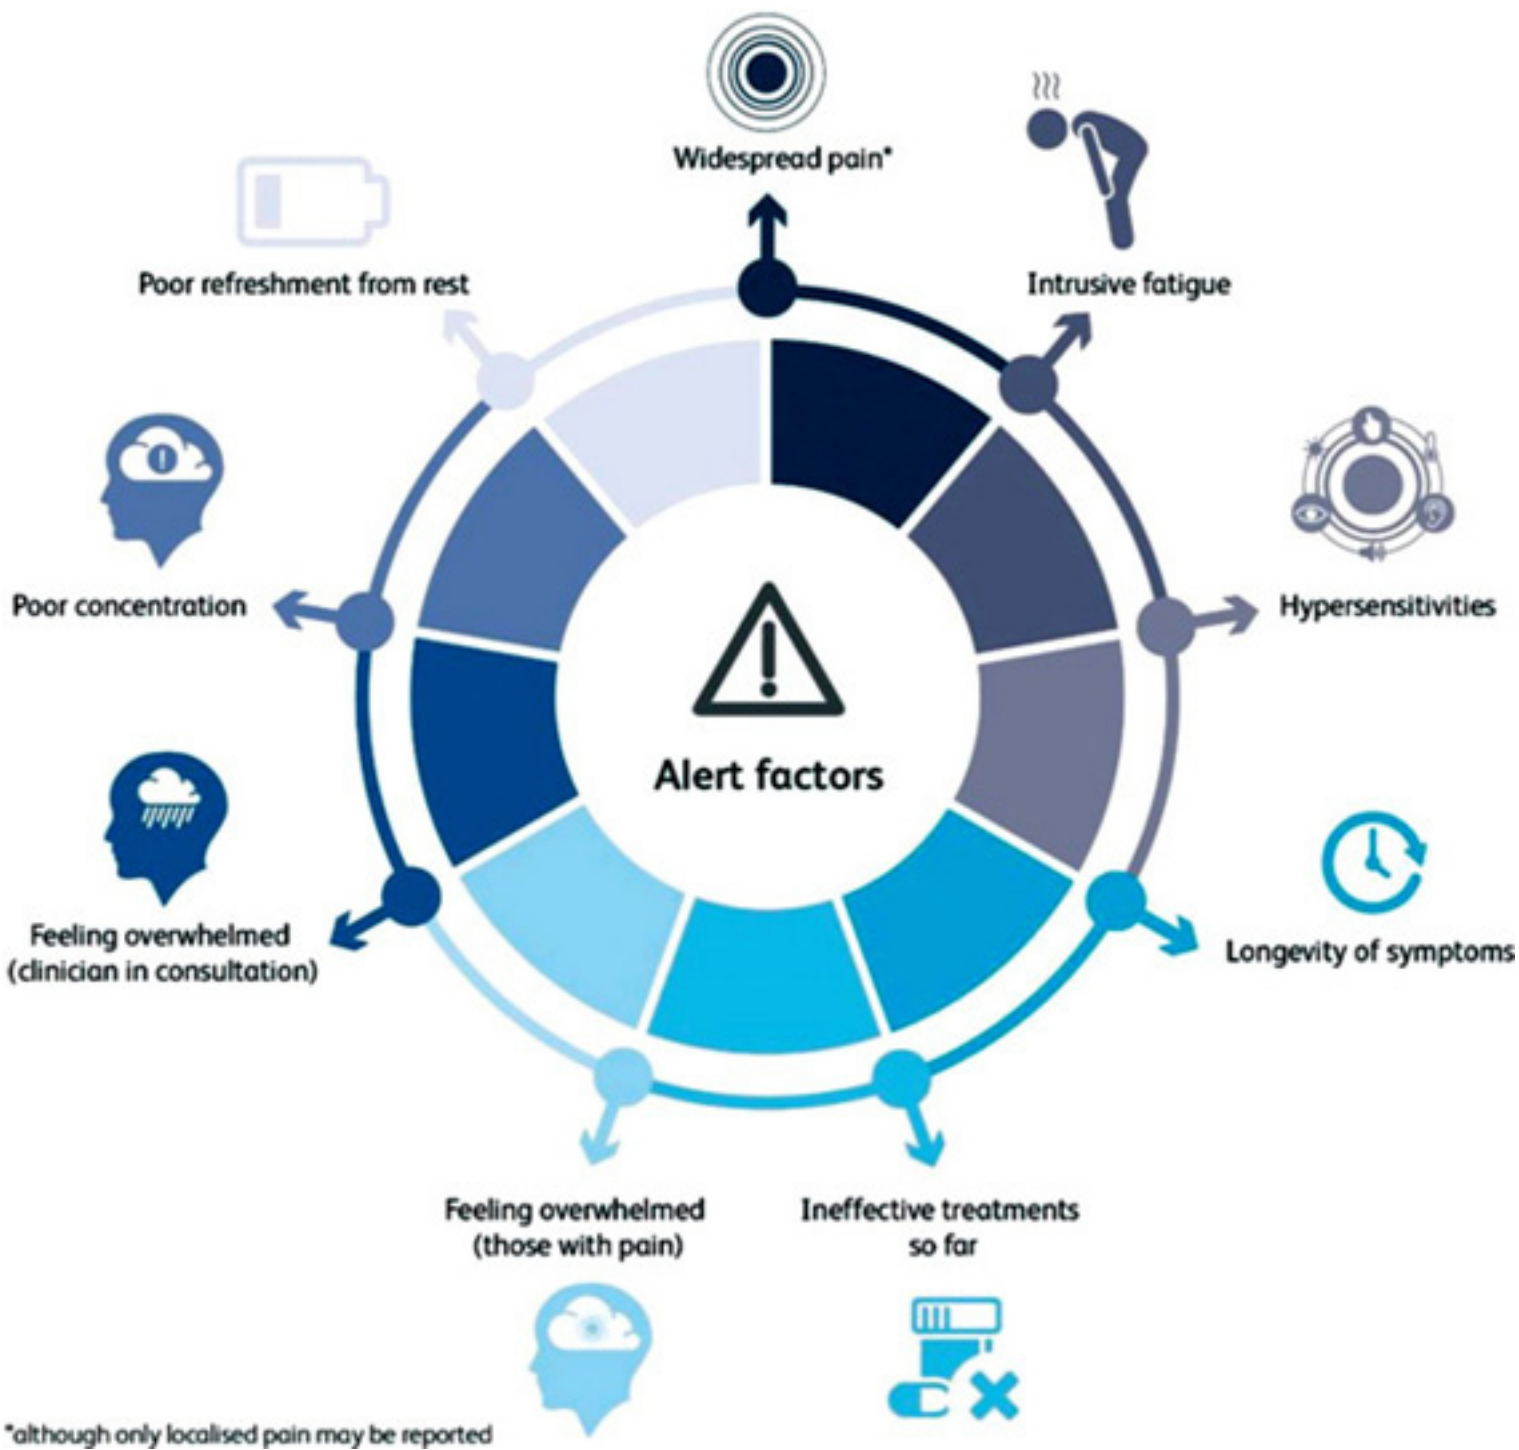 Widespread pain*
Intrusive fatigue
Hypersensitivities
Longevity of symptoms
Ineffective treatments
so far
Feeling overwhelmed
(those with pain)
Feeling overwhelmed
(clinician in consultation)
Poor concentration
Poor refreshment from rest
Alert factors
*although only localised pain may be reported